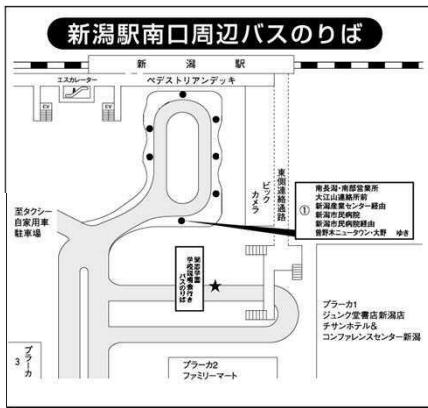 新潟駅南口周辺バスのりば
新潟駅
エスカレーター
ペデストリアンデッキ
EV
EV
ビックカメラ
東側連絡通路
①
南長潟・南部営業所
大江山連絡所前
新潟産業センター経由
新潟市民病院
新潟市民病院経由
曽野木ニュータウン・大野 ゆき
至タクシー
自家用車
駐車場
学校説明会行き
バスのりば
★
プラーカ1
ジュンク堂書店新潟店
チサンホテル&
コンファレンスセンター新潟
プラーカ3
プラーカ2
ファミリーマート